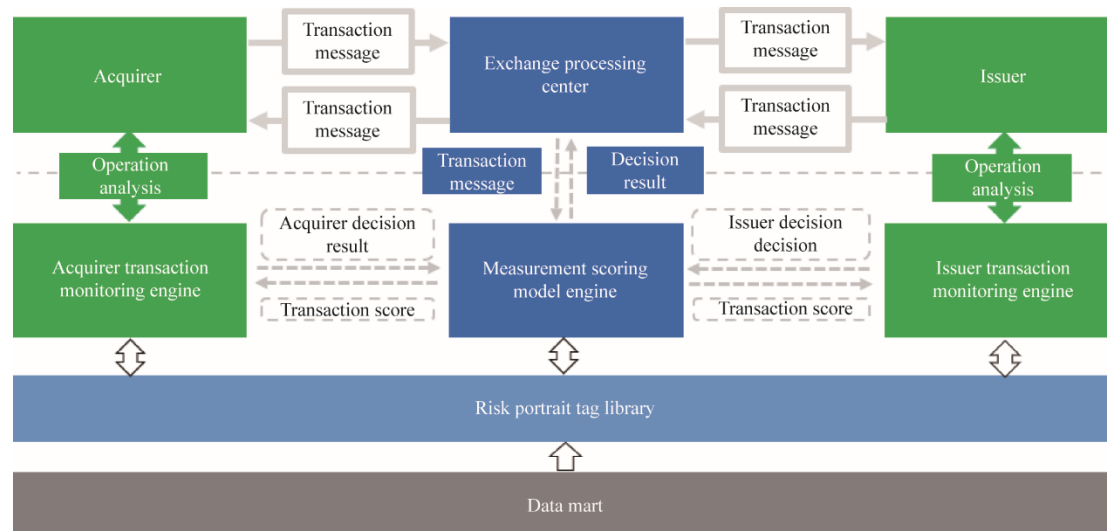 Transaction
message
Transaction
message
Acquirer
Exchange processing
center
Issuer
Transaction
message
Transaction
message
Operation
analysis
Transaction
message
Decision
result
Operation
analysis
Acquirer decision
result
Issuer decision
decision
Acquirer transaction
monitoring engine
Measurement scoring
model engine
Issuer transaction
monitoring engine
Transaction score
Transaction score
Risk portrait tag library
Data mart